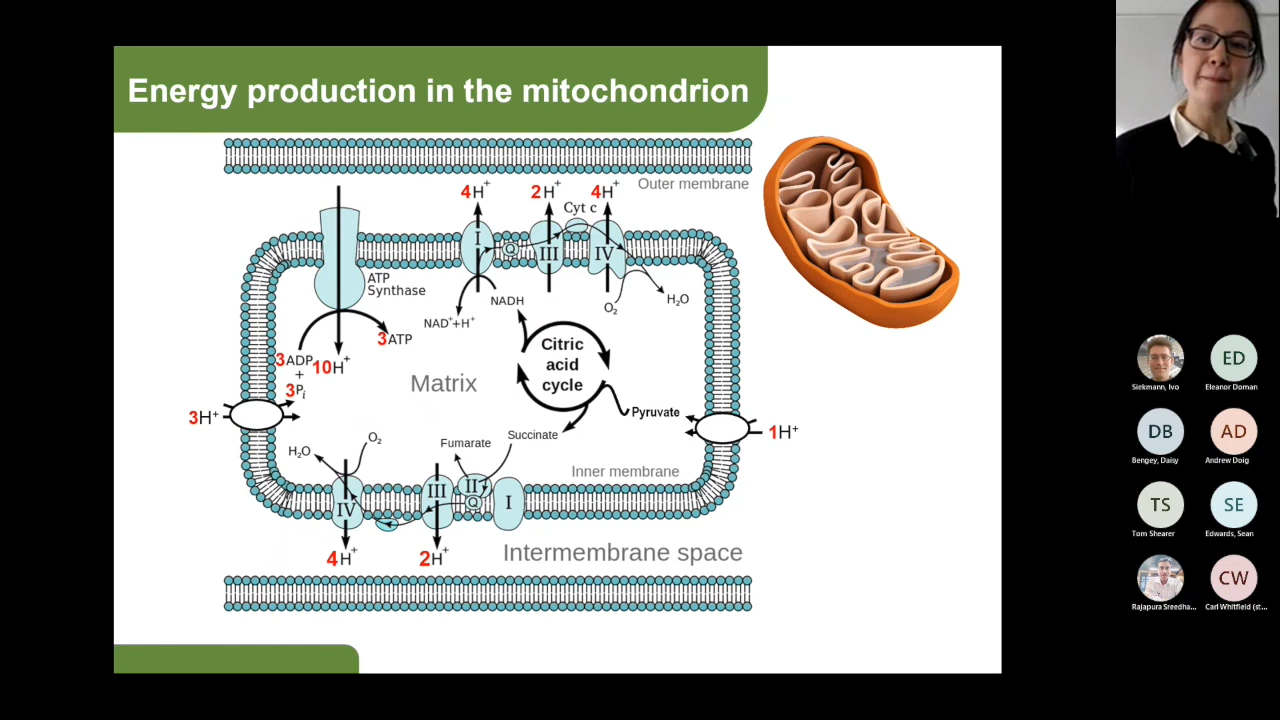 Energy production in the mitochondrion
Outer membrane
4H+
2H+
4H+
Cyt c
I
Q
III
IV
ATP
Synthase
NADH
O2
H2O
NAD++H+
3ATP
3ADP
+
3Pi
10H+
Citric
acid
cycle
Matrix
Pyruvate
3H+
1H+
O2
H2O
Fumarate
Succinate
Inner membrane
IV
III
II
Q
I
4H+
2H+
Intermembrane space
Siekmann, Ivo
ED
Eleanor Doman
DB
Bengey, Daisy
AD
Andrew Doig
TS
Tom Shearer
SE
Edwards, Sean
Rajapura Sreedha...
CW
Carl Whitfield (st...